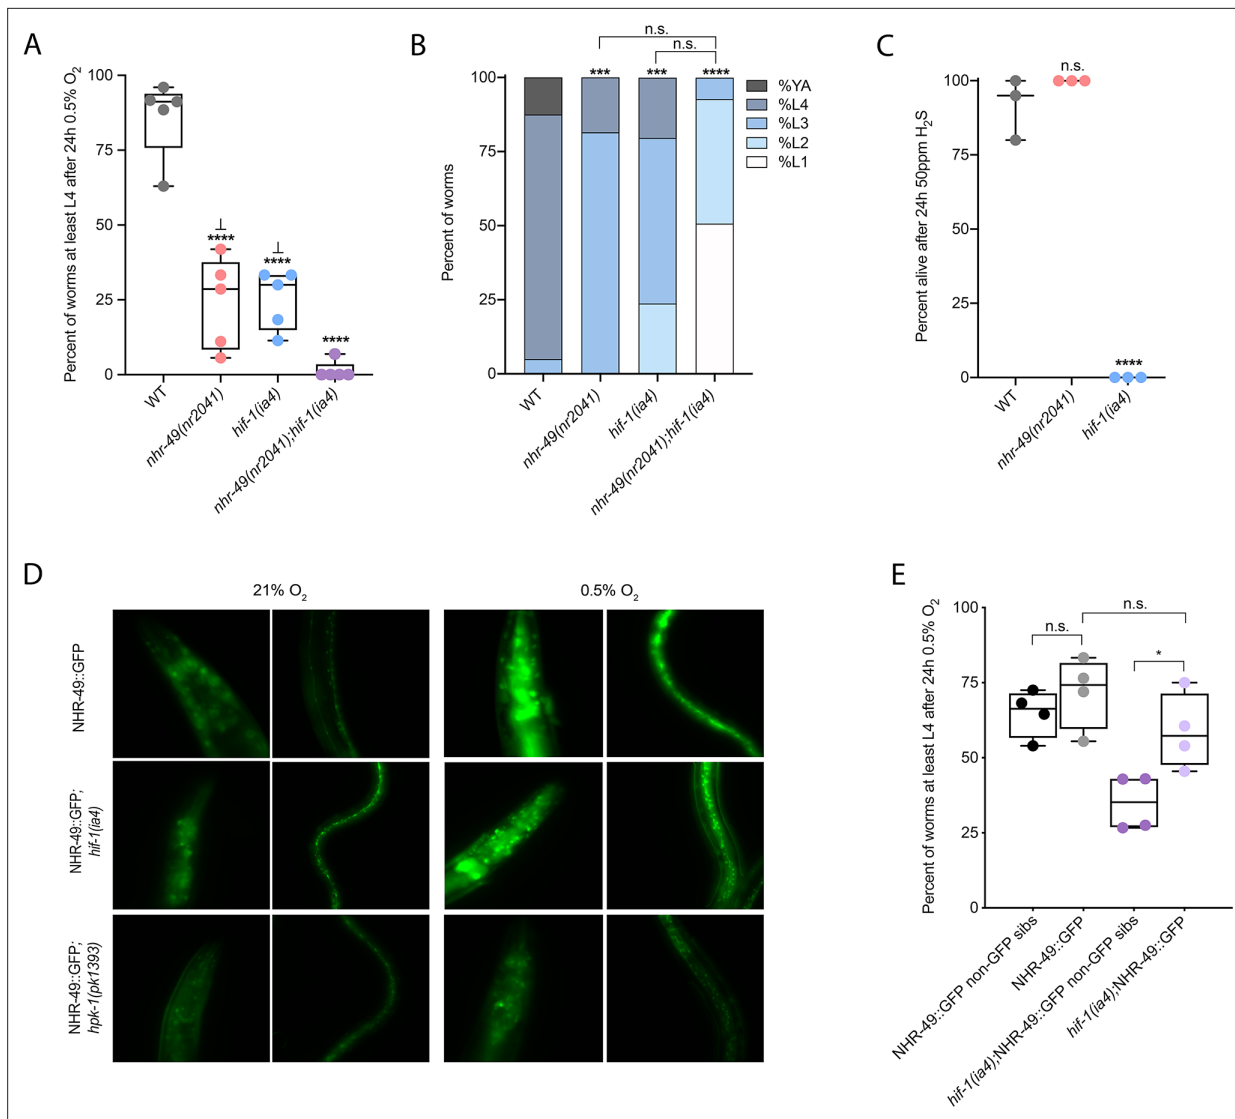 A
Percent of worms at least L4 after 24h 0.5% O2
100
75
50
25
0
⊥
****
⊥
****
****
WT
nhr-49(nr2041)
hif-1(ia4)
nhr-49(nr2041);hif-1(ia4)
B
n.s.
n.s.
***
***
****
Percent of worms
100
75
50
25
0
%YA
%L4
%L3
%L2
%L1
WT
nhr-49(nr2041)
hif-1(ia4)
nhr-49(nr2041);hif-1(ia4)
C
Percent alive after 24h 50ppm H2S
100
75
50
25
0
n.s.
****
WT
nhr-49(nr2041)
hif-1(ia4)
D
21% O2
0.5% O2
NHR-49::GFP
NHR-49::GFP;
hif-1(ia4)
NHR-49::GFP;
hpk-1(pk1393)
E
Percent of worms at least L4 after 24h 0.5% O2
100
75
50
25
0
n.s.
n.s.
*
NHR-49::GFP non-GFP sibs
NHR-49::GFP
hif-1(ia4);NHR-49::GFP non-GFP sibs
hif-1(ia4);NHR-49::GFP